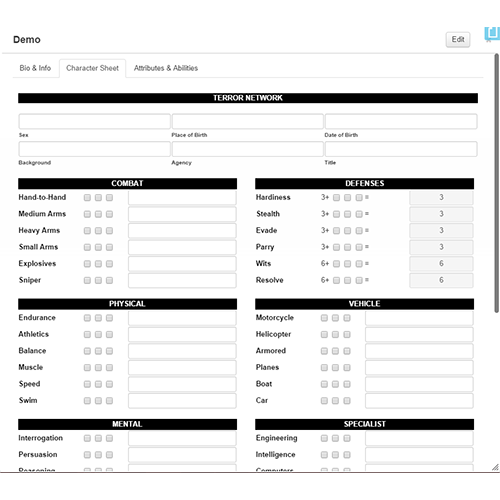 Demo
Edit
Bio & Info
Character Sheet
Attributes & Abilities
TERROR NETWORK
Sex
Place of Birth
Date of Birth
Background
Agency
Title
COMBAT
Hand-to-Hand
Medium Arms
Heavy Arms
Small Arms
Explosives
Sniper
DEFENSES
Hardiness 3+ = 3
Stealth 3+ = 3
Evade 3+ = 3
Parry 3+ = 3
Wits 6+ = 6
Resolve 6+ = 6
PHYSICAL
Endurance
Athletics
Balance
Muscle
Speed
Swim
VEHICLE
Motorcycle
Helicopter
Armored
Planes
Boat
Car
MENTAL
Interrogation
Persuasion
Reasoning
SPECIALIST
Engineering
Intelligence
Computers